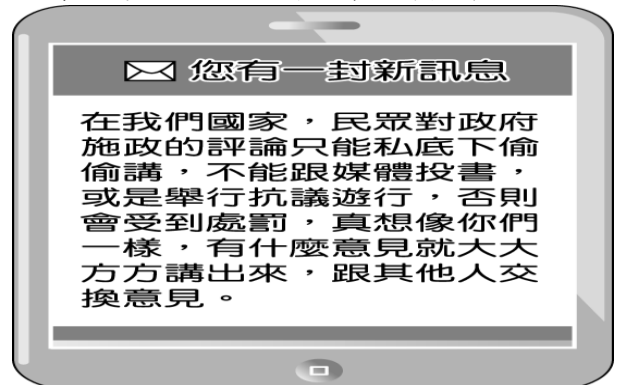 您有一封新訊息
在我們國家，民眾對政府
施政的評論只能私底下偷
偷講，不能跟媒體投書，
或是舉行抗議遊行，否則
會受到處罰，真想像你們
一樣，有什麼意見就大大
方方講出來，跟其他人交
換意見。